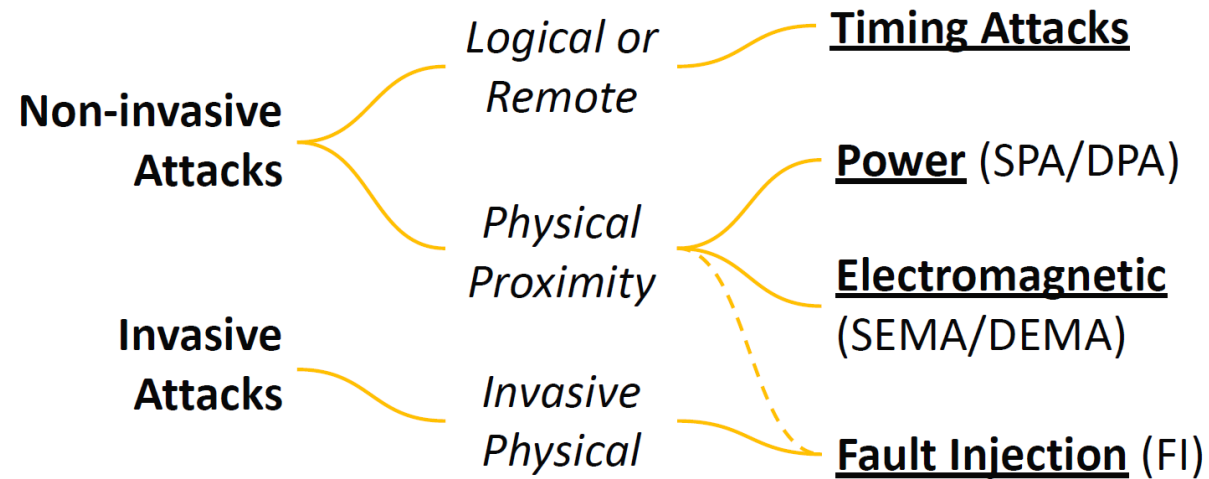 Non-invasive
Attacks
Invasive
Attacks
Logical or
Remote
Physical
Proximity
Invasive
Physical
Timing Attacks
Power (SPA/DPA)
Electromagnetic
(SEMA/DEMA)
Fault Injection (FI)